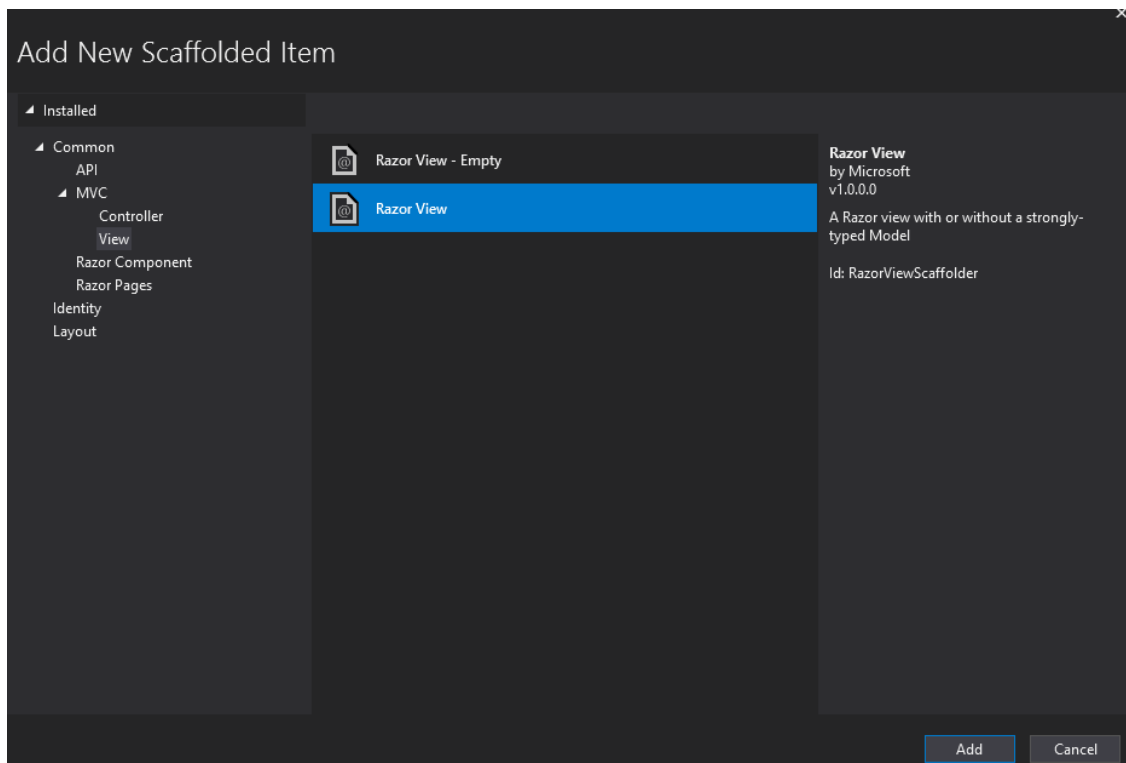 Add New Scaffolded Item
Installed
Common
API
MVC
Controller
View
Razor Component
Razor Pages
Identity
Layout
Razor View - Empty
Razor View
Razor View
by Microsoft
v1.0.0.0
A Razor view with or without a strongly-
typed Model
Id: RazorViewScaffolder
Add
Cancel